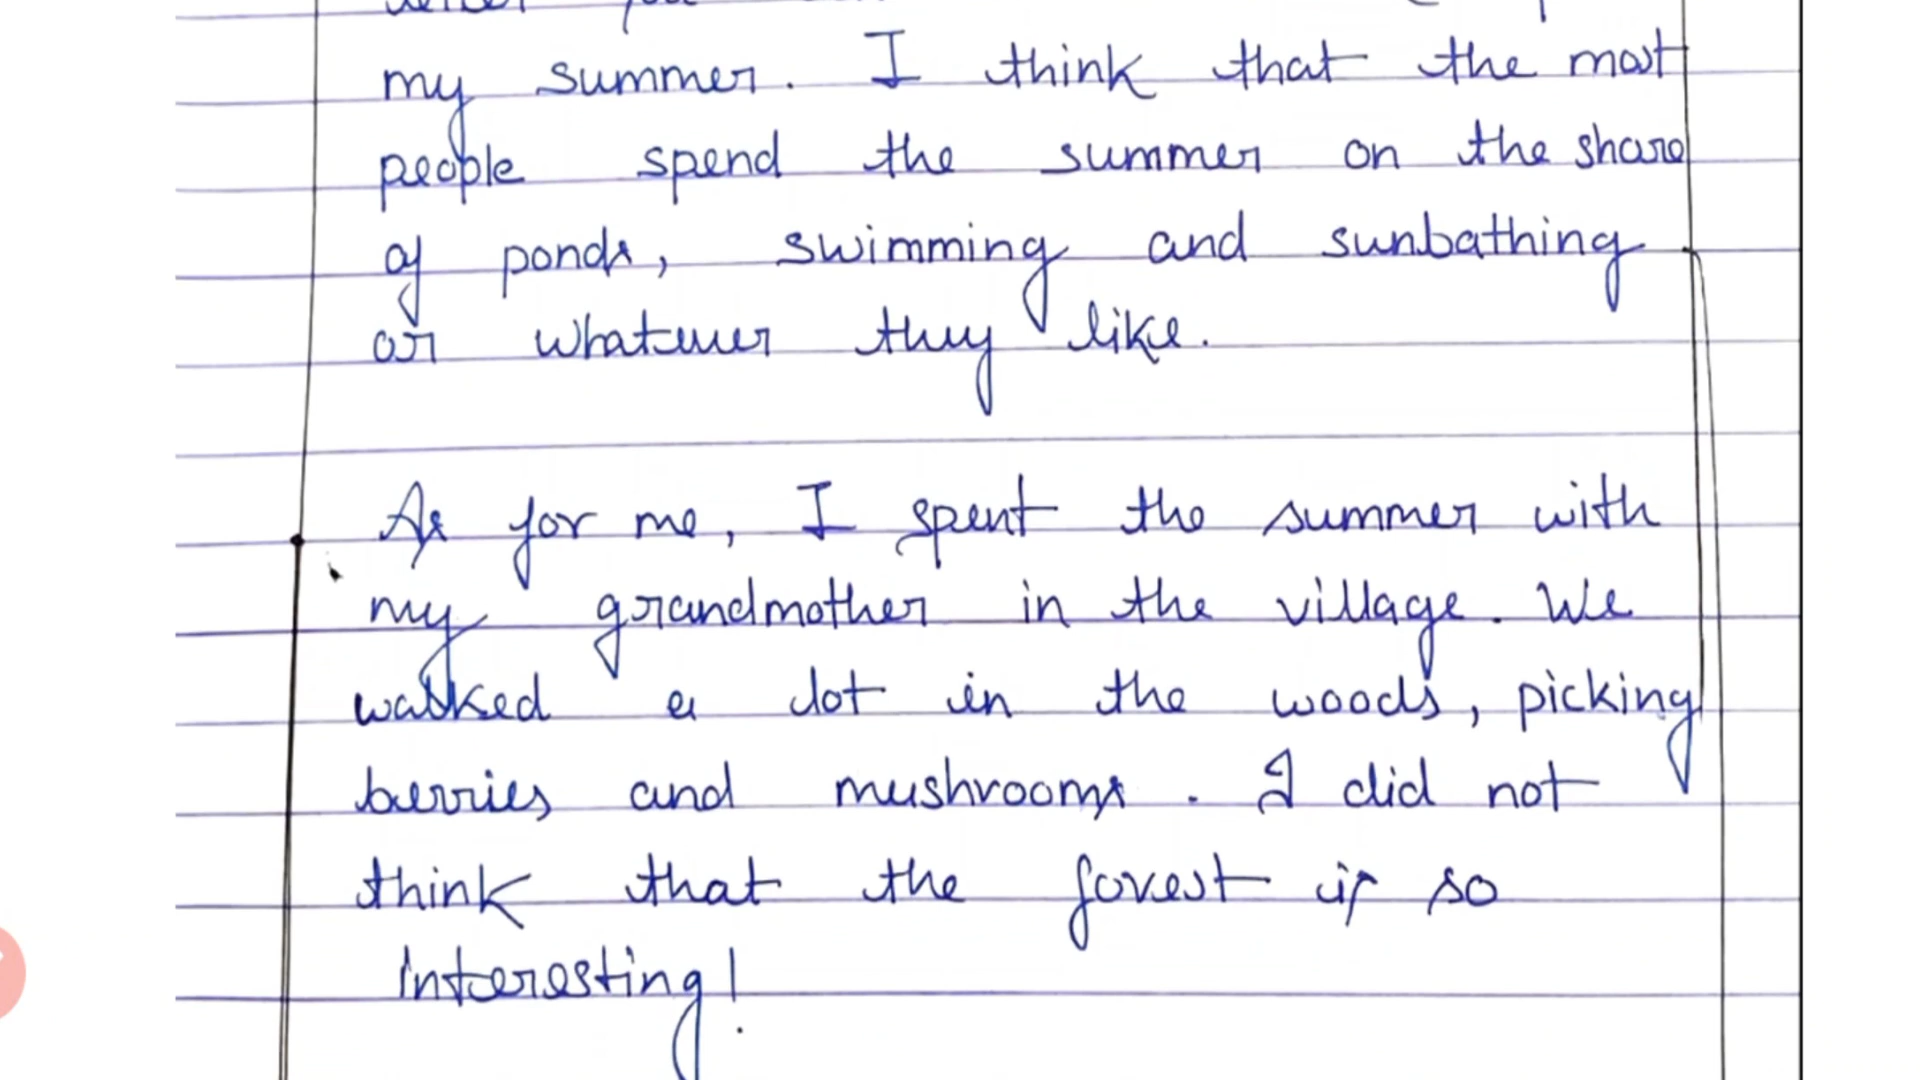 my summer. I think that the most
people spend the summer on the share
of ponds, swimming and sunbathing
or whatever they like.
As for me, I spent the summer with
my grandmother in the village. We
walked a lot in the woods, picking
berries and mushrooms. I did not
think that the forest is so
interesting!